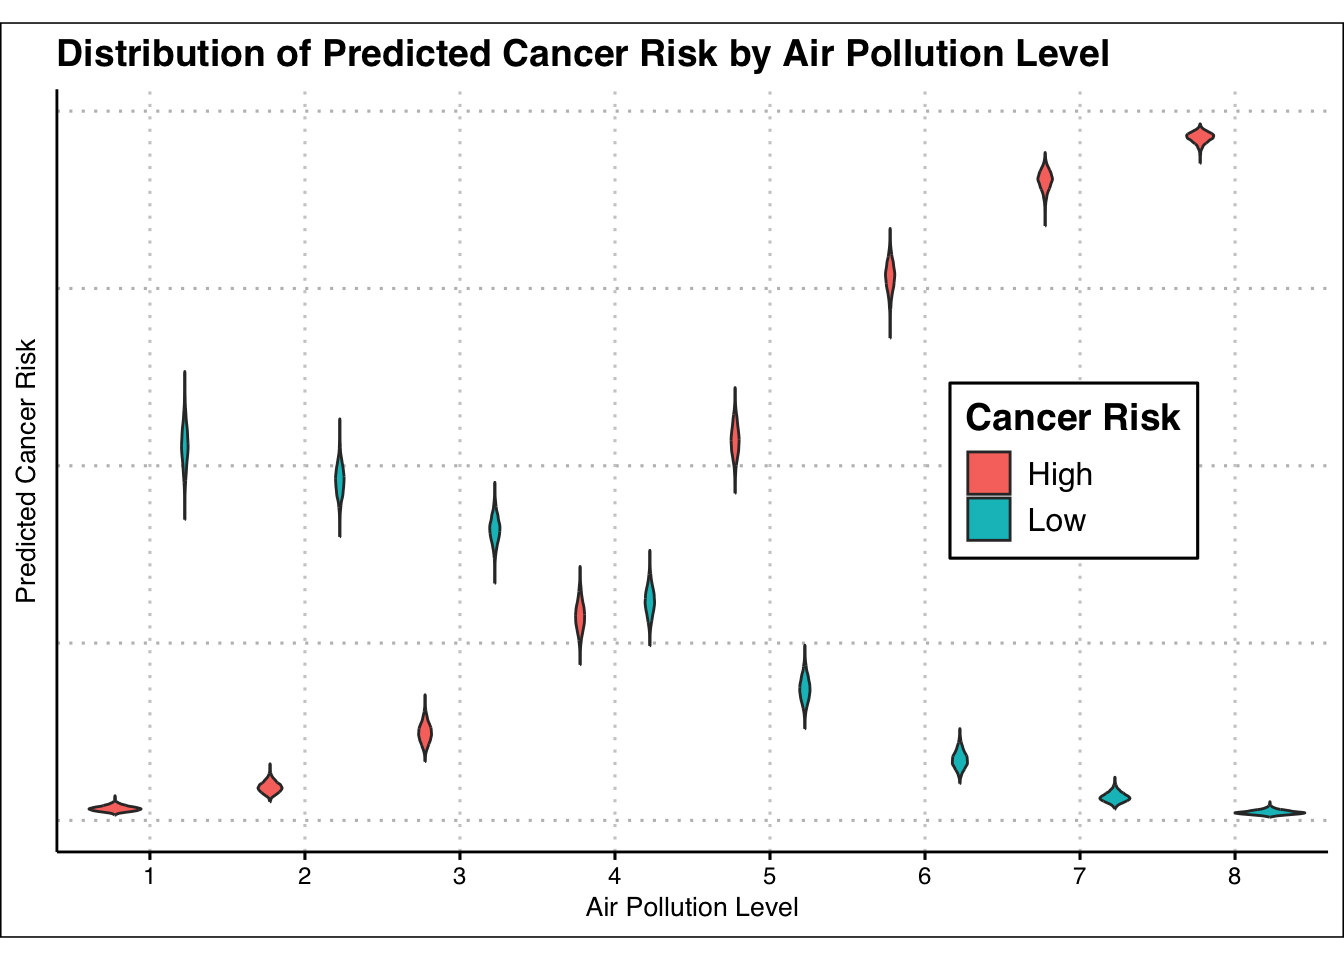 Distribution of Predicted Cancer Risk by Air Pollution Level
Predicted Cancer Risk
Cancer Risk
High
Low
1 2 3 4 5 6 7 8
Air Pollution Level